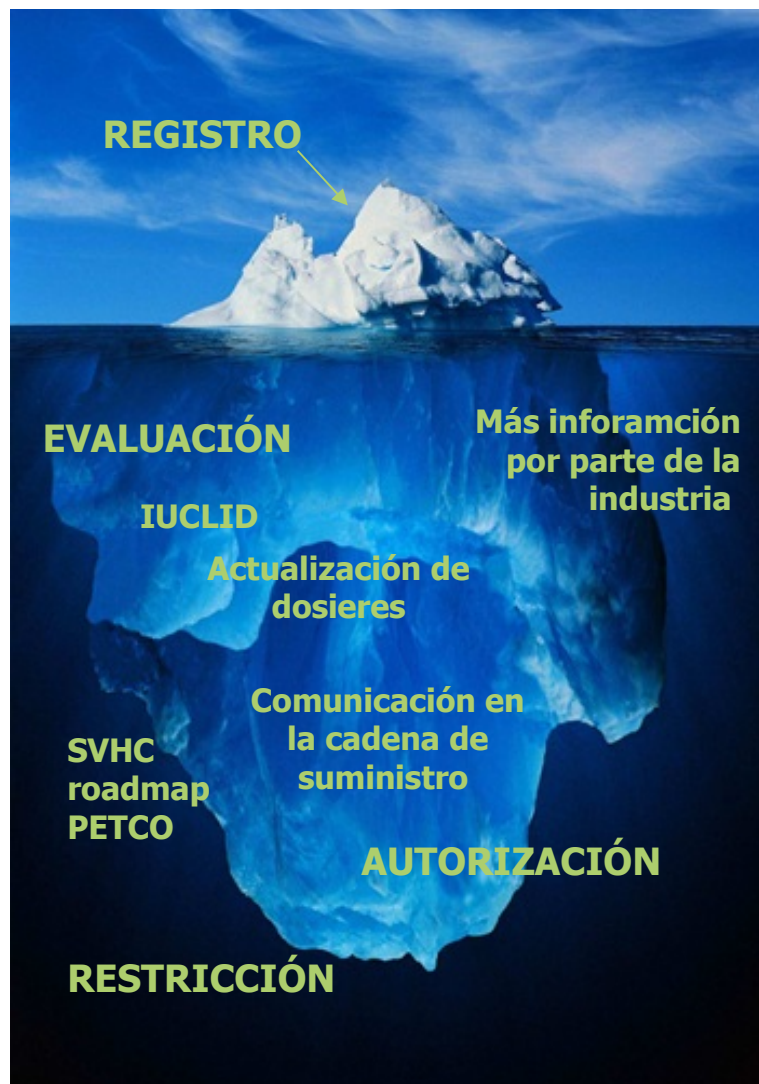 REGISTRO
EVALUACIÓN
Más inforamción
por parte de la
industria
IUCLID
Actualización de
dosieres
Comunicación en
la cadena de
suministro
SVHC
roadmap
PETCO
AUTORIZACIÓN
RESTRICCIÓN